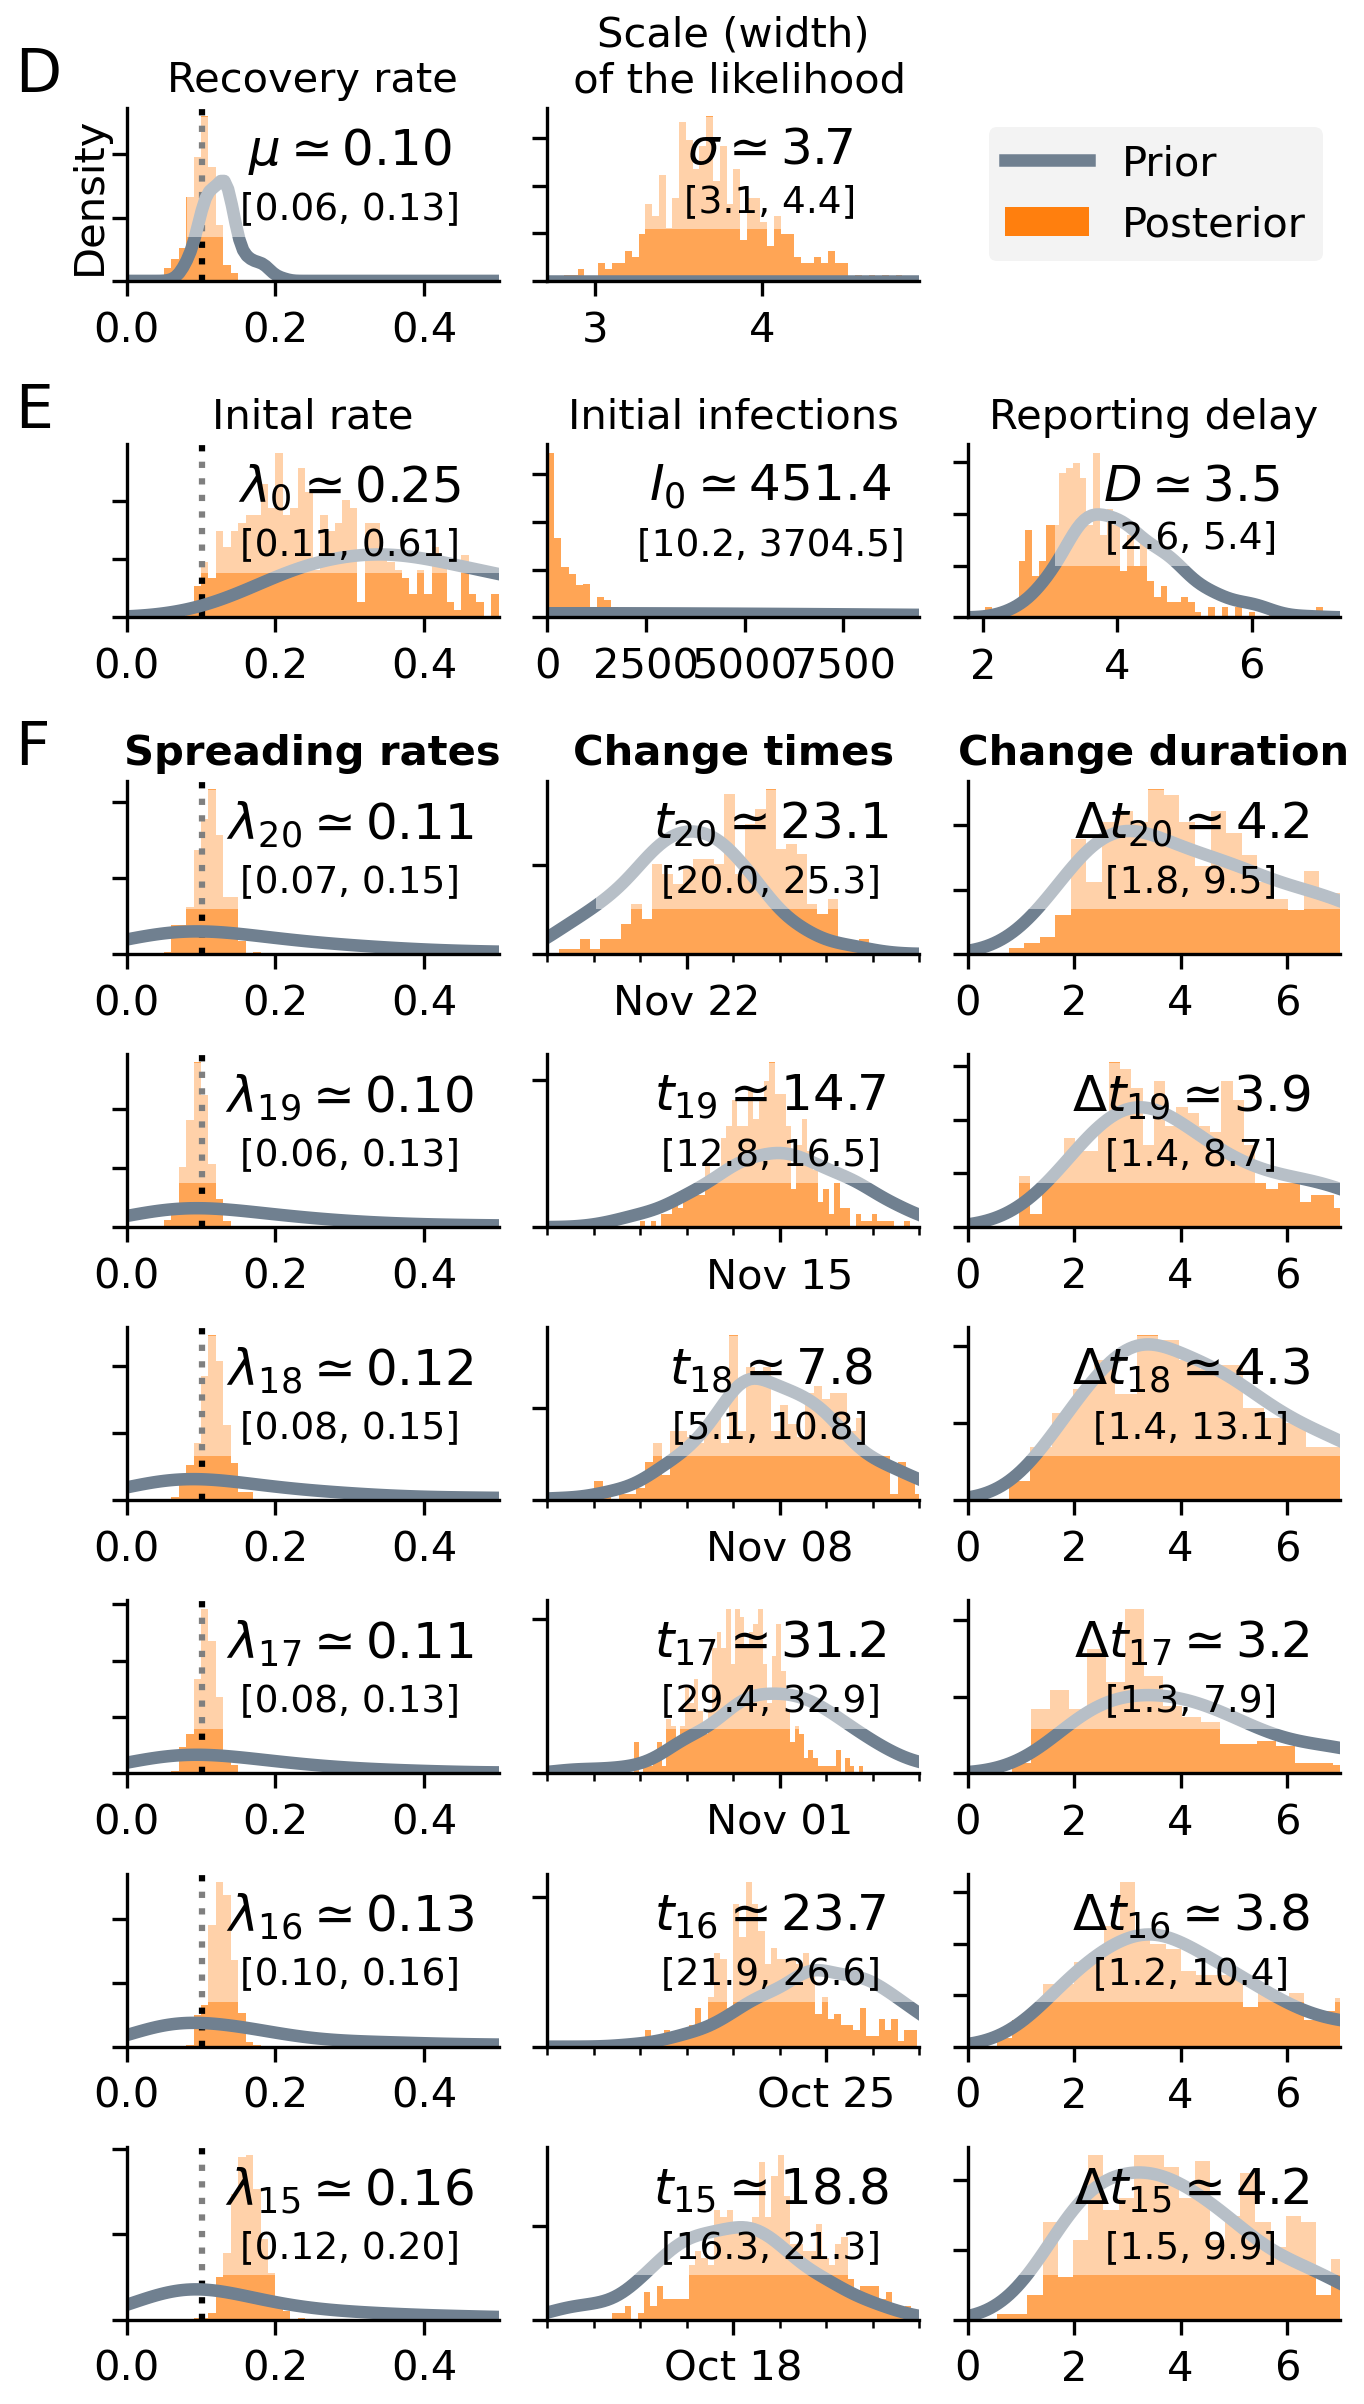 D
Recovery rate
Scale (width)
of the likelihood
Density
μ ≃ 0.10
[0.06, 0.13]
0.0 0.2 0.4
σ ≃ 3.7
[3.1, 4.4]
3 4
Prior
Posterior
E
Inital rate
λ0 ≃ 0.25
[0.11, 0.61]
0.0 0.2 0.4
Initial infections
I0 ≃ 451.4
[10.2, 3704.5]
0 2500 5000 7500
Reporting delay
D ≃ 3.5
[2.6, 5.4]
2 4 6
F
Spreading rates
Change times
Change duration
λ20 ≃ 0.11
[0.07, 0.15]
0.0 0.2 0.4
t20 ≃ 23.1
[20.0, 25.3]
Nov 22
Δt20 ≃ 4.2
[1.8, 9.5]
0 2 4 6
λ19 ≃ 0.10
[0.06, 0.13]
0.0 0.2 0.4
t19 ≃ 14.7
[12.8, 16.5]
Nov 15
Δt19 ≃ 3.9
[1.4, 8.7]
0 2 4 6
λ18 ≃ 0.12
[0.08, 0.15]
0.0 0.2 0.4
t18 ≃ 7.8
[5.1, 10.8]
Nov 08
Δt18 ≃ 4.3
[1.4, 13.1]
0 2 4 6
λ17 ≃ 0.11
[0.08, 0.13]
0.0 0.2 0.4
t17 ≃ 31.2
[29.4, 32.9]
Nov 01
Δt17 ≃ 3.2
[1.3, 7.9]
0 2 4 6
λ16 ≃ 0.13
[0.10, 0.16]
0.0 0.2 0.4
t16 ≃ 23.7
[21.9, 26.6]
Oct 25
Δt16 ≃ 3.8
[1.2, 10.4]
0 2 4 6
λ15 ≃ 0.16
[0.12, 0.20]
0.0 0.2 0.4
t15 ≃ 18.8
[16.3, 21.3]
Oct 18
Δt15 ≃ 4.2
[1.5, 9.9]
0 2 4 6